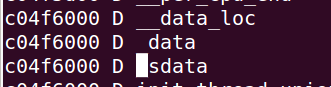 c04f6000 D __data_loc
c04f6000 D _data
c04f6000 D sdata